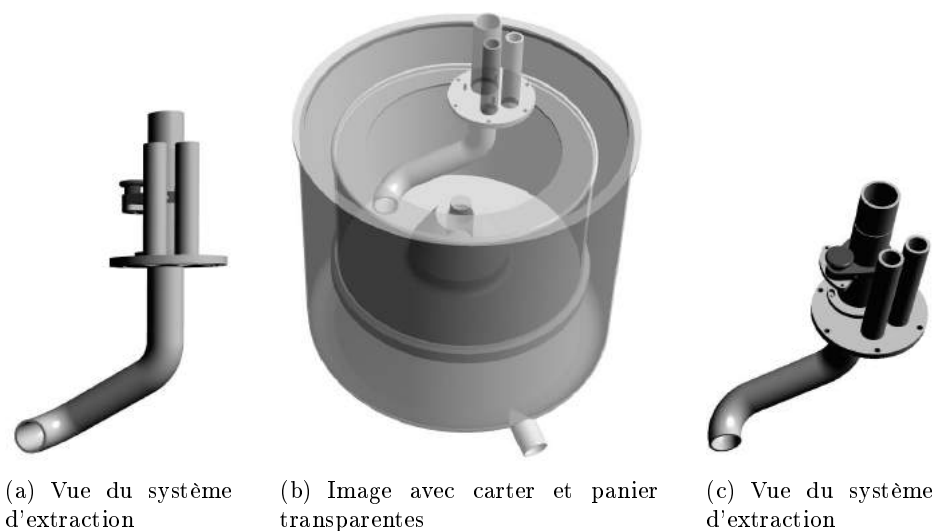 (a) Vue du système
d'extraction
(b) Image avec carter et panier
transparentes
(c) Vue du système
d'extraction